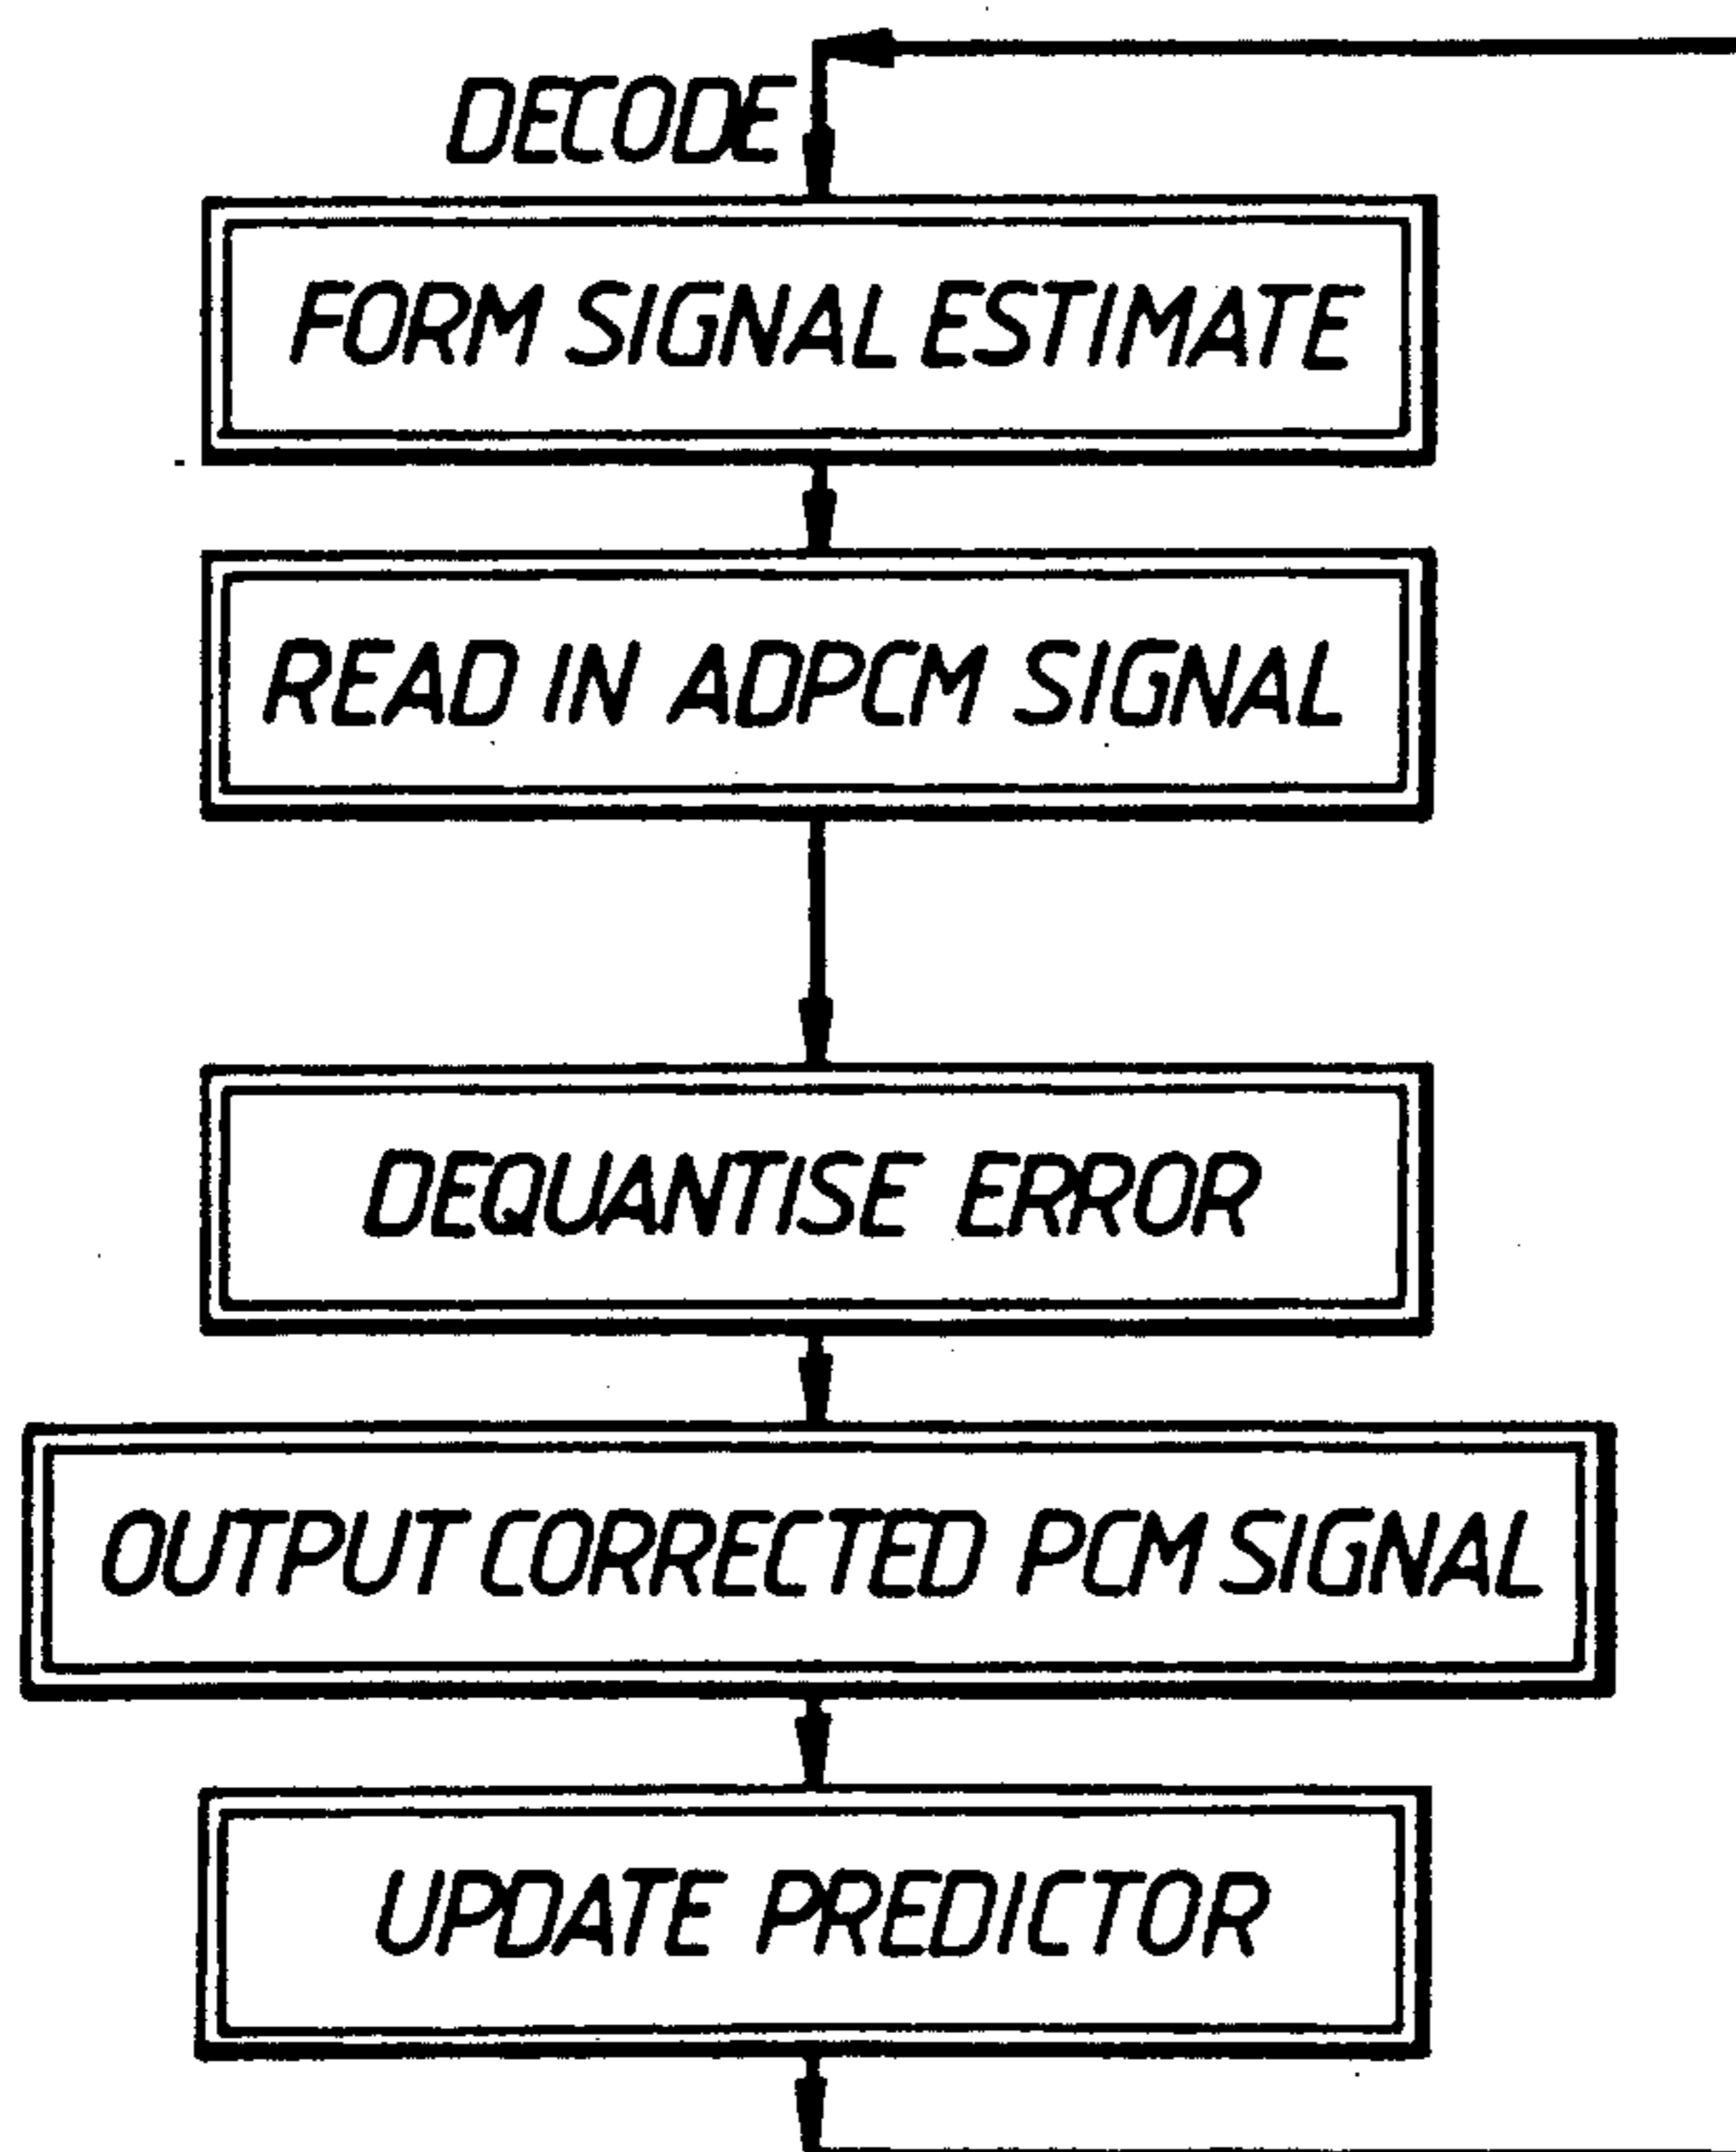 DECODE
FORM SIGNAL ESTIMATE
READ IN ADPCM SIGNAL
DEQUANTISE ERROR
OUTPUT CORRECTED PCM SIGNAL
UPDATE PREDICTOR